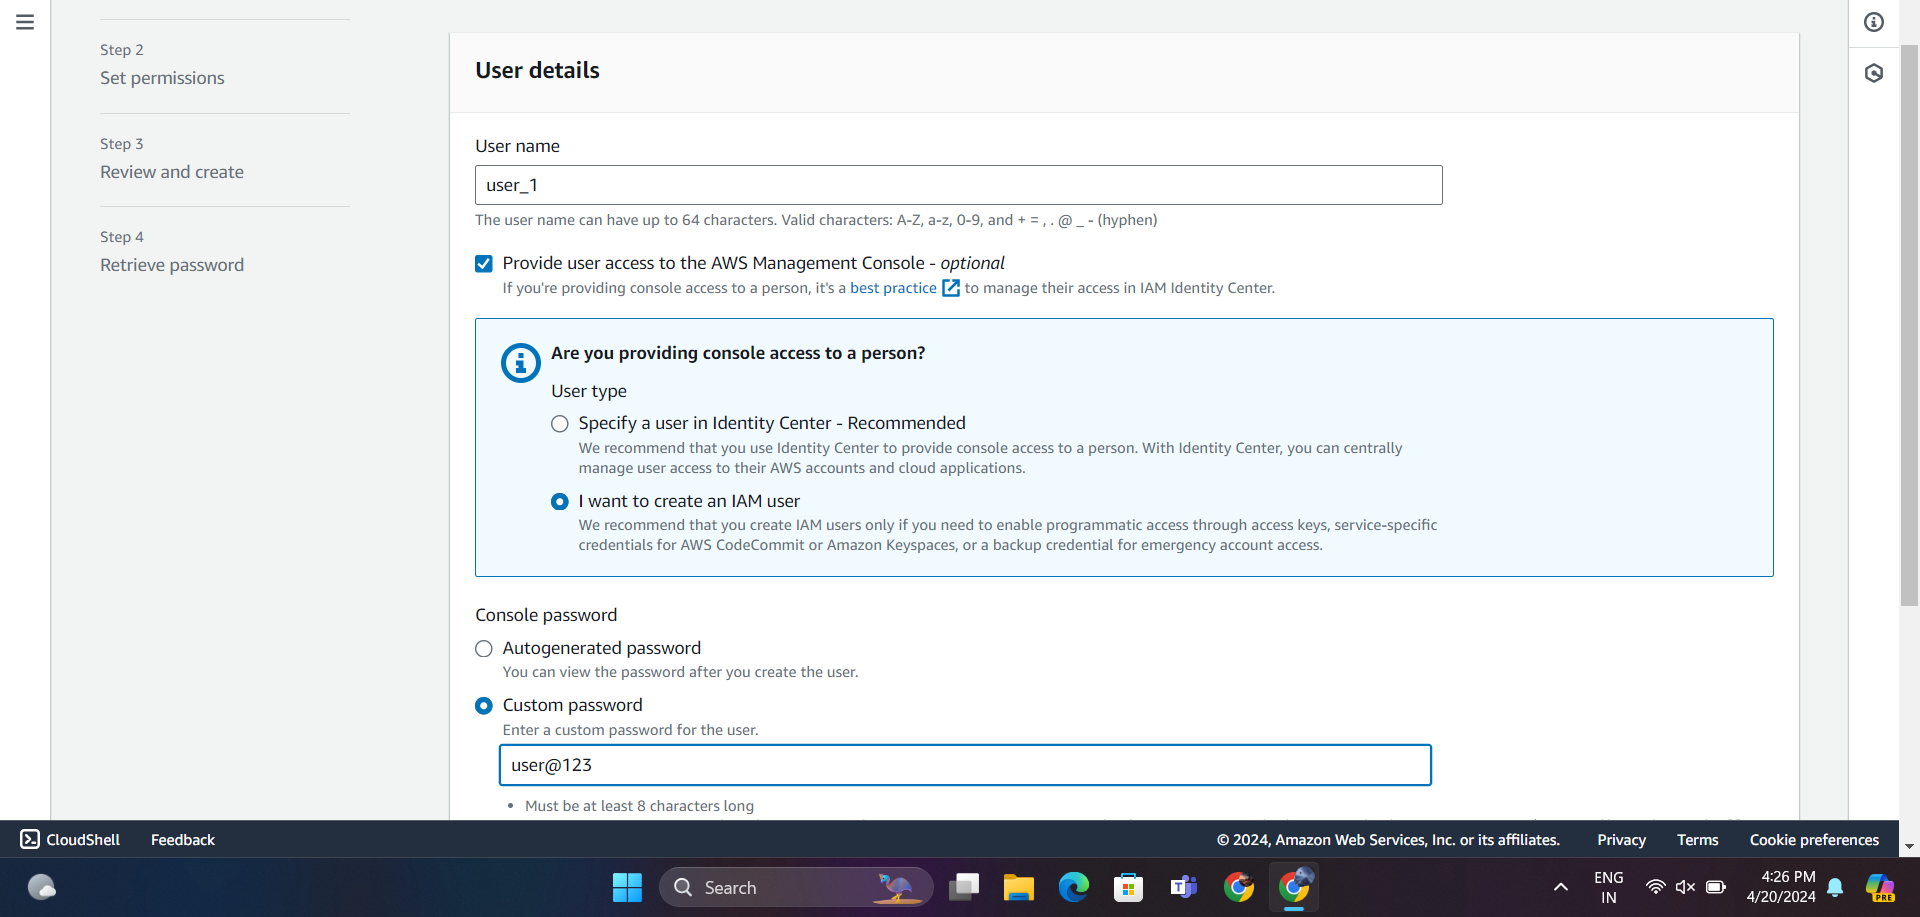 Step 2
Set permissions
Step 3
Review and create
Step 4
Retrieve password
User details
User name
user_1
The user name can have up to 64 characters. Valid characters: A-Z, a-z, 0-9, and + = , . @ _ - (hyphen)
Provide user access to the AWS Management Console - optional
If you're providing console access to a person, it's a best practice to manage their access in IAM Identity Center.
Are you providing console access to a person?
User type
Specify a user in Identity Center - Recommended
We recommend that you use Identity Center to provide console access to a person. With Identity Center, you can centrally
manage user access to their AWS accounts and cloud applications.
I want to create an IAM user
We recommend that you create IAM users only if you need to enable programmatic access through access keys, service-specific
credentials for AWS CodeCommit or Amazon Keyspaces, or a backup credential for emergency account access.
Console password
Autogenerated password
You can view the password after you create the user.
Custom password
Enter a custom password for the user.
user@123
• Must be at least 8 characters long
CloudShell Feedback © 2024, Amazon Web Services, Inc. or its affiliates. Privacy Terms Cookie preferences
Search
ENG
IN
4:26 PM
4/20/2024
PRE